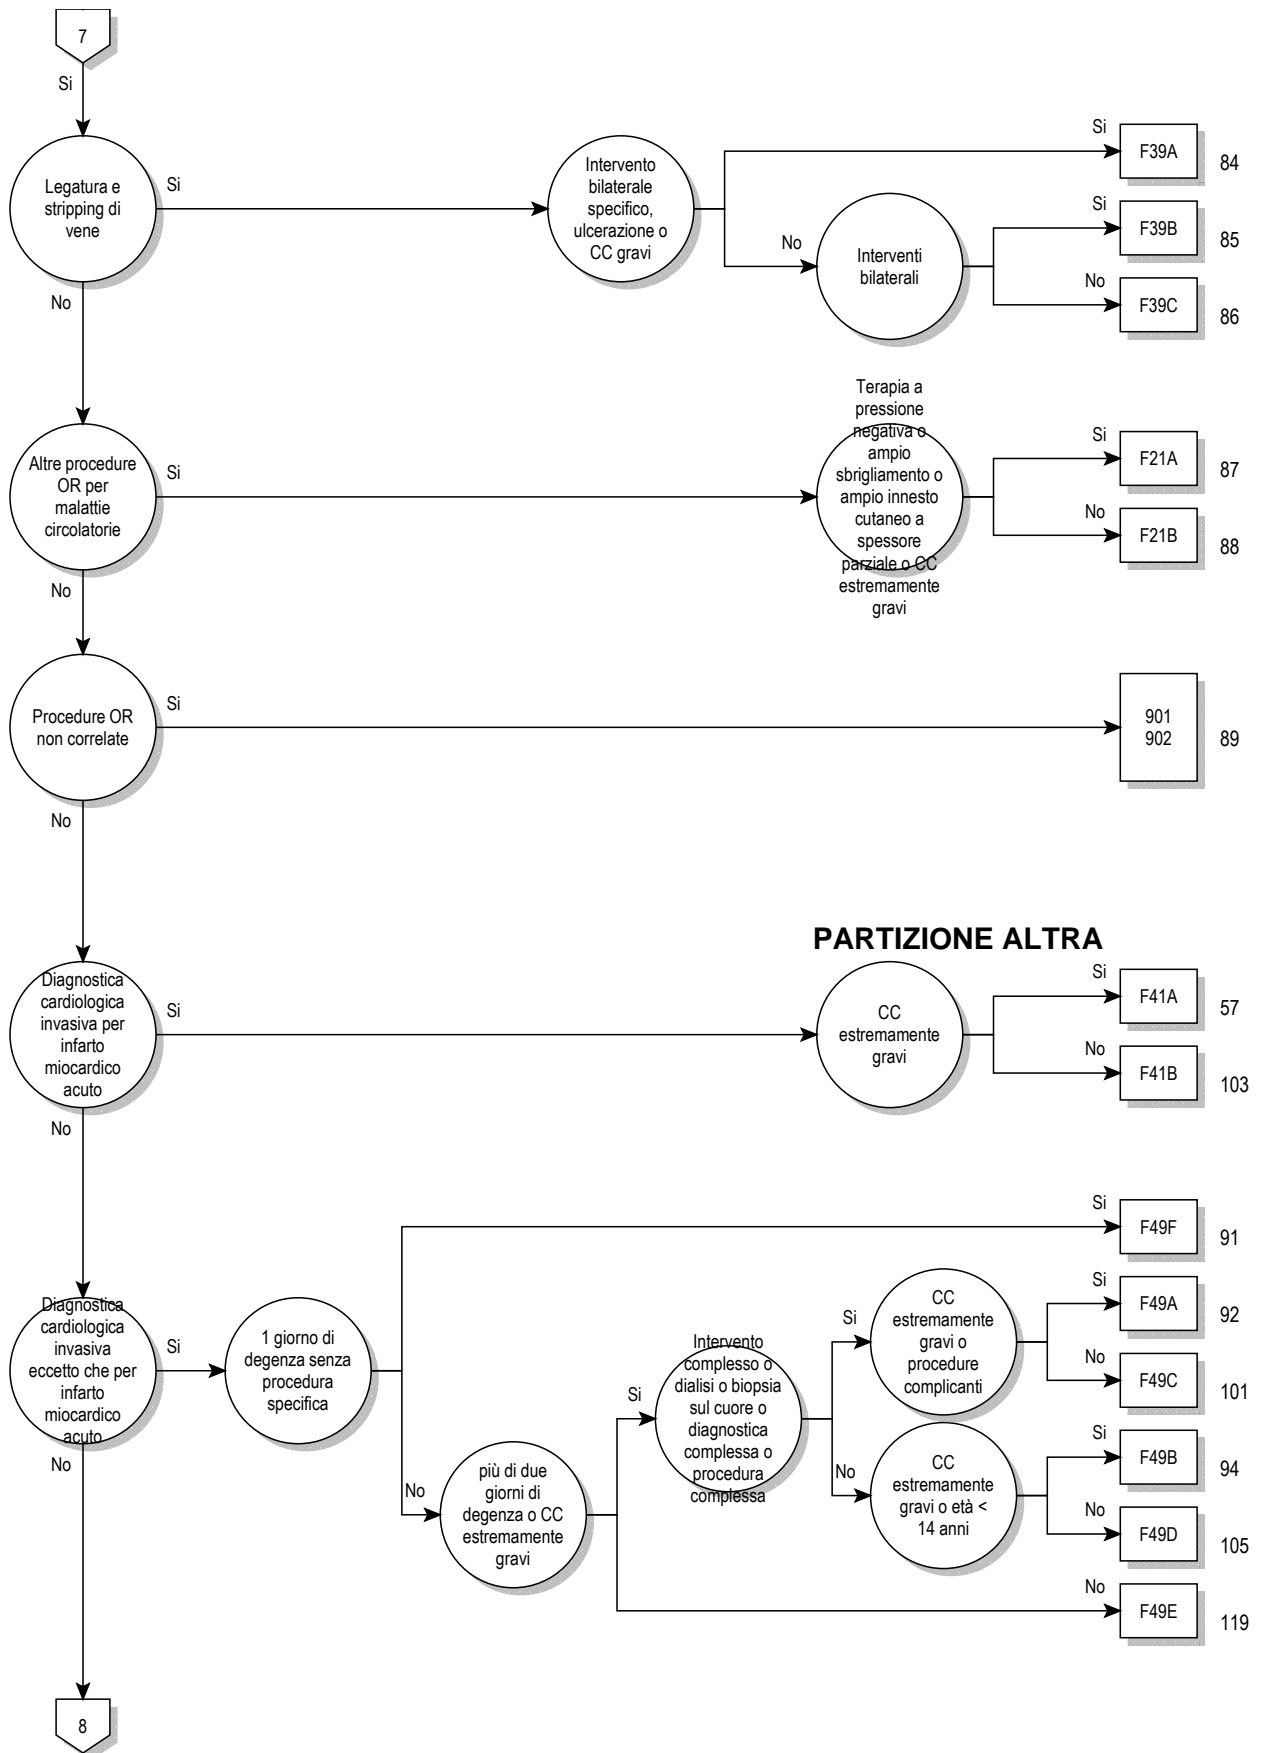 7
Si
Legatura e
stripping di
vene
Si
Intervento
bilaterale
specifico,
ulcerazione o
CC gravi
Si
F39A
84
No
Interventi
bilaterali
Si
F39B
85
No
F39C
86
No
Altre procedure
OR per
malattie
circolatorie
Si
Terapia a
pressione
negativa o
ampio
sbrigliamento o
ampio innesto
cutaneo a
spessore
parziale o CC
estremamente
gravi
Si
F21A
87
No
F21B
88
No
Procedure OR
non correlate
Si
901
902
89
No
PARTIZIONE ALTRA
Diagnostica
cardiologica
invasiva per
infarto
miocardico
acuto
Si
CC
estremamente
gravi
Si
F41A
57
No
F41B
103
No
Diagnostica
cardiologica
invasiva
eccetto che per
infarto
miocardico
acuto
Si
1 giorno di
degenza senza
procedura
specifica
Si
F49F
91
No
più di due
giorni di
degenza o CC
estremamente
gravi
Si
Intervento
complesso o
dialisi o biopsia
sul cuore o
diagnostica
complessa o
procedura
complessa
Si
CC
estremamente
gravi o
procedure
complicanti
Si
F49A
92
No
F49C
101
No
CC
estremamente
gravi o età <
14 anni
Si
F49B
94
No
F49D
105
No
F49E
119
No
8